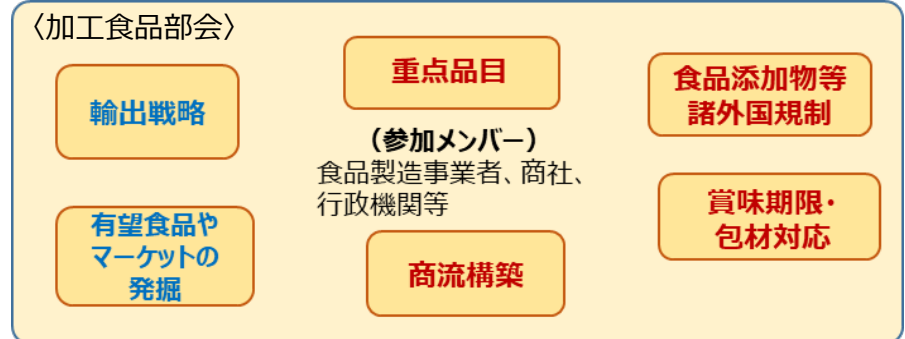 〈加工食品部会〉
輸出戦略
重点品目
食品添加物等
諸外国規制
（参加メンバー）
食品製造事業者、商社、
行政機関等
有望食品や
マーケットの
発掘
商流構築
賞味期限・
包材対応